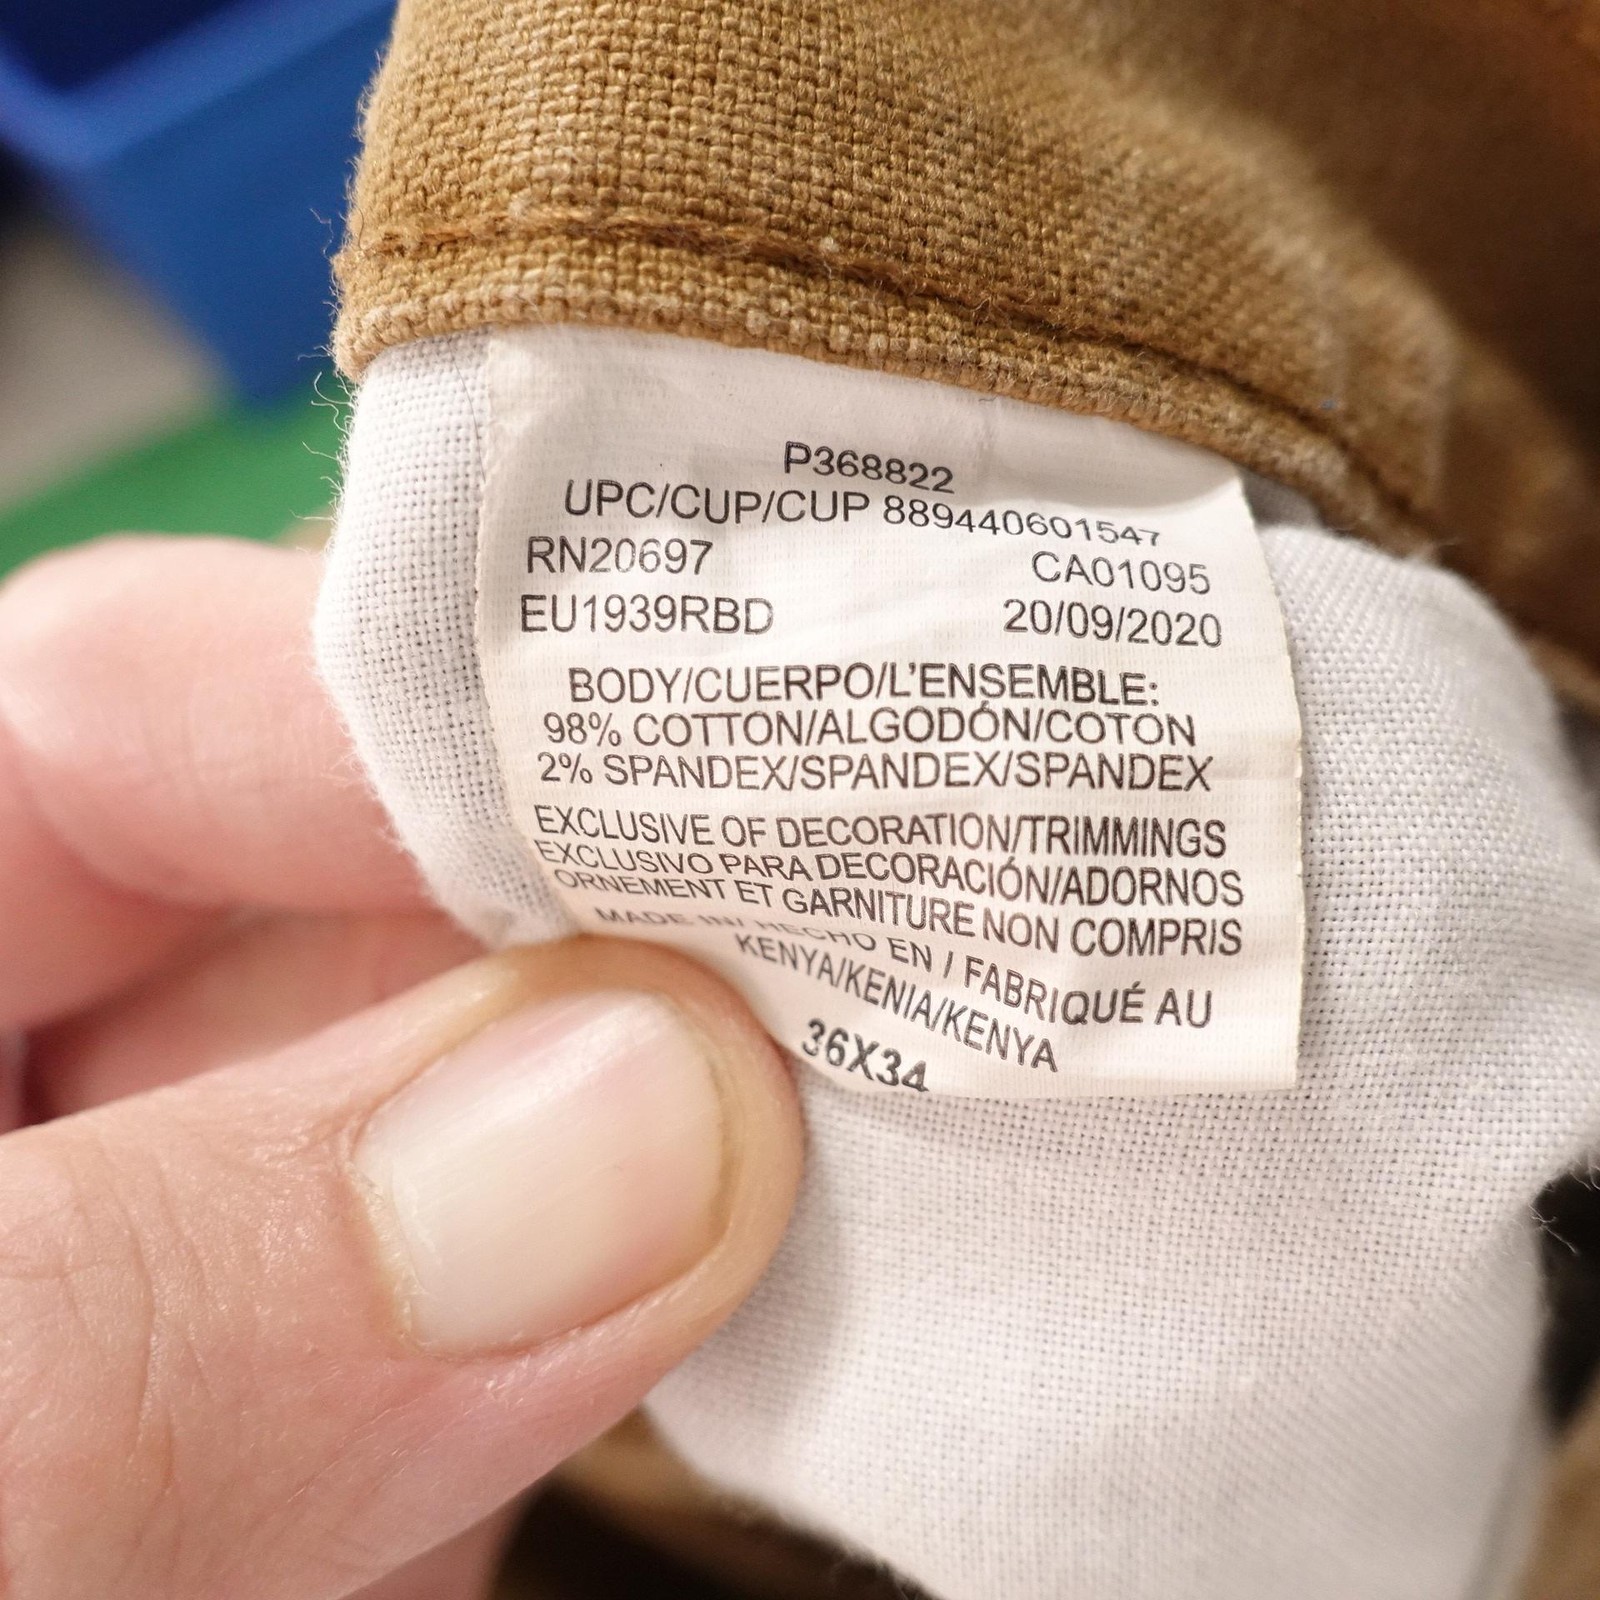 P368822
UPC/CUP/CUP 889440601547
RN20697 CA01095
EU1939RBD 20/09/2020
BODY/CUERPO/L'ENSEMBLE:
98% COTTON/ALGODÓN/COTON
2% SPANDEX/SPANDEX/SPANDEX
EXCLUSIVE OF DECORATION/TRIMMINGS
EXCLUSIVO PARA DECORACIÓN/ADORNOS
ORNEMENT ET GARNITURE NON COMPRIS
MADE IN/ HECHO EN / FABRIQUÉ AU
KENYA/KENIA/KENYA
36X34